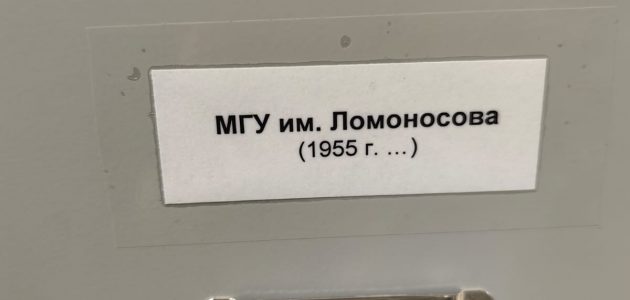 МГУ им. Ломоносова
(1955 г. ...)